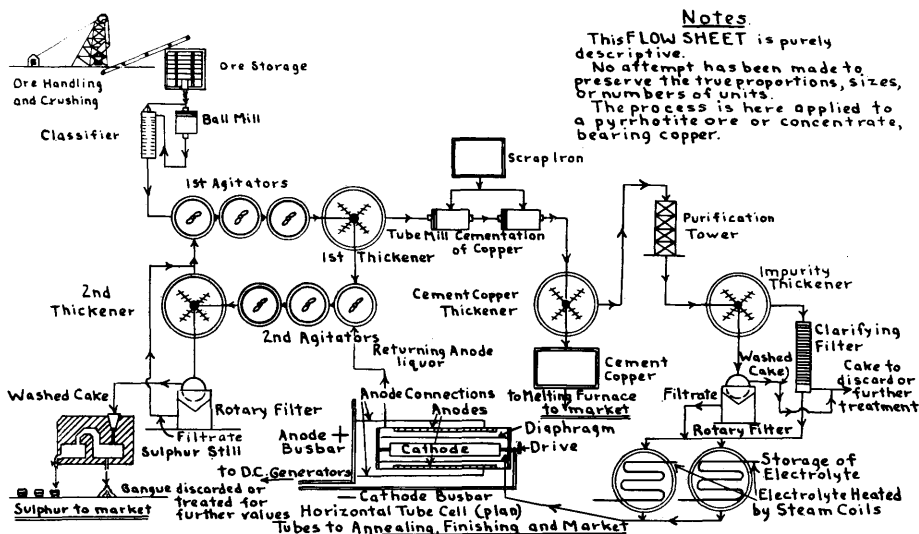 Notes.
This FLOW SHEET is purely
descriptive.
No attempt has been made to
preserve the true proportions, sizes,
or numbers of units.
The process is here applied to
a pyrrhotite ore or concentrate,
bearing copper.
Ore Storage
Ore Handling
and Crushing
Classifier
Ball Mill
Scrap Iron
1st Agitators
Purification
Tower
Tube Mill Cementation
of Copper
1st Thickener
Impurity
Thickener
2nd
Thickener
Cement Copper
Thickener
2nd Agitators
Clarifying
Filter
Returning Anode
liquor
Cement
Copper
(Washed
Cake)
Cake to
discard or
further
treatment
Washed Cake
Anode Connections
Anodes
to Melting Furnace
to market
Filtrate
Rotary Filter
Diaphragm
Anode +
Busbar
Cathode
Drive
Rotary Filter
Filtrate
Sulphur Still
Storage of
Electrolyte
to D.C. Generators
Gangue discarded or
treated for
further values
— Cathode Busbar
Electrolyte Heated
by Steam Coils
Sulphur to market
Horizontal Tube Cell (plan)
Tubes to Annealing, Finishing and Market